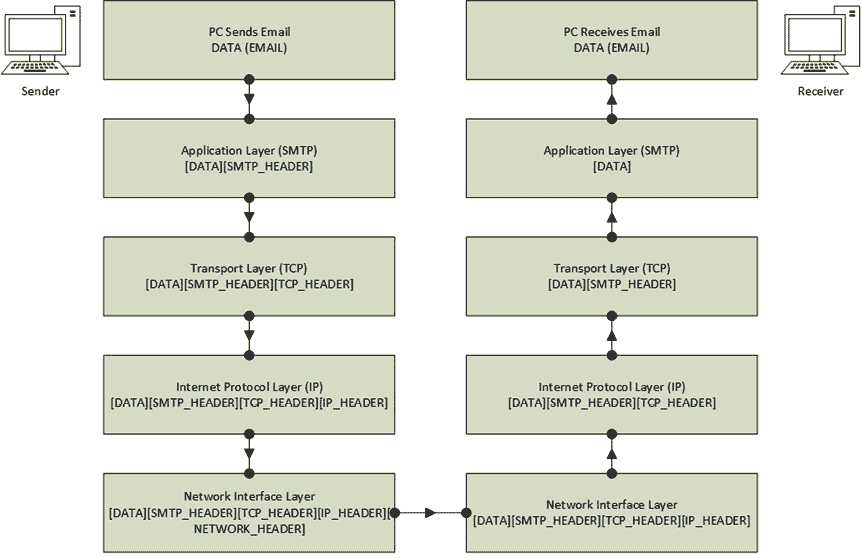 PC Sends Email
DATA (EMAIL)
Sender
Application Layer (SMTP)
[DATA][SMTP_HEADER]
Transport Layer (TCP)
[DATA][SMTP_HEADER][TCP_HEADER]
Internet Protocol Layer (IP)
[DATA][SMTP_HEADER][TCP_HEADER][IP_HEADER]
Network Interface Layer
[DATA][SMTP_HEADER][TCP_HEADER][IP_HEADER][
NETWORK_HEADER]
PC Receives Email
DATA (EMAIL)
Receiver
Application Layer (SMTP)
[DATA]
Transport Layer (TCP)
[DATA][SMTP_HEADER]
Internet Protocol Layer (IP)
[DATA][SMTP_HEADER][TCP_HEADER]
Network Interface Layer
[DATA][SMTP_HEADER][TCP_HEADER][IP_HEADER]